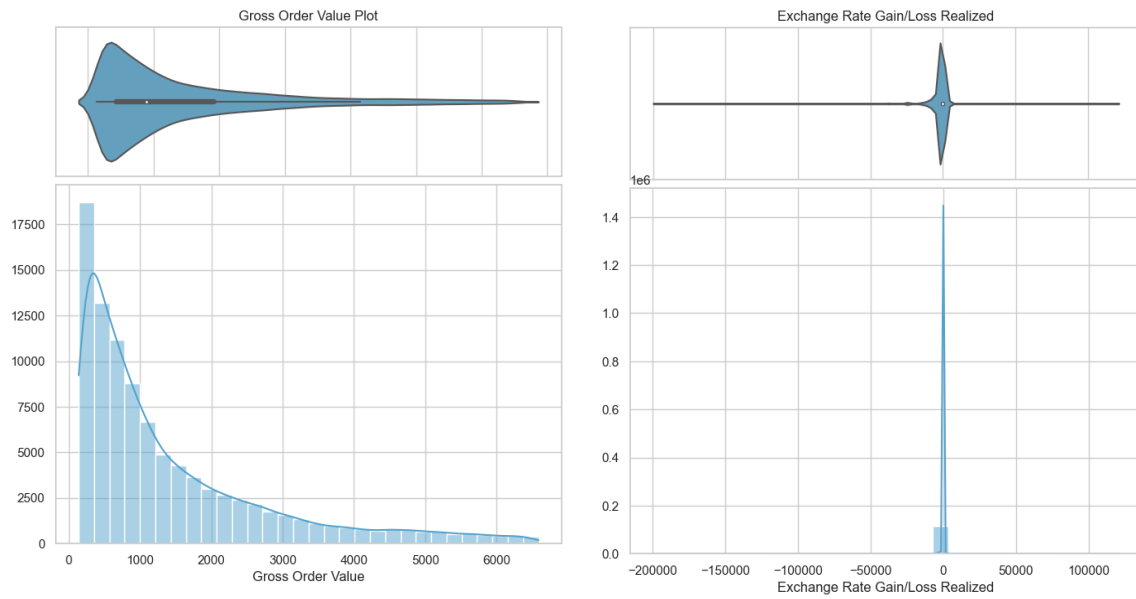 Gross Order Value Plot
17500
15000
12500
10000
7500
5000
2500
0
0 1000 2000 3000 4000 5000 6000
Gross Order Value
Exchange Rate Gain/Loss Realized
1e6
1.4
1.2
1.0
0.8
0.6
0.4
0.2
0.0
−200000 −150000 −100000 −50000 0 50000 100000
Exchange Rate Gain/Loss Realized